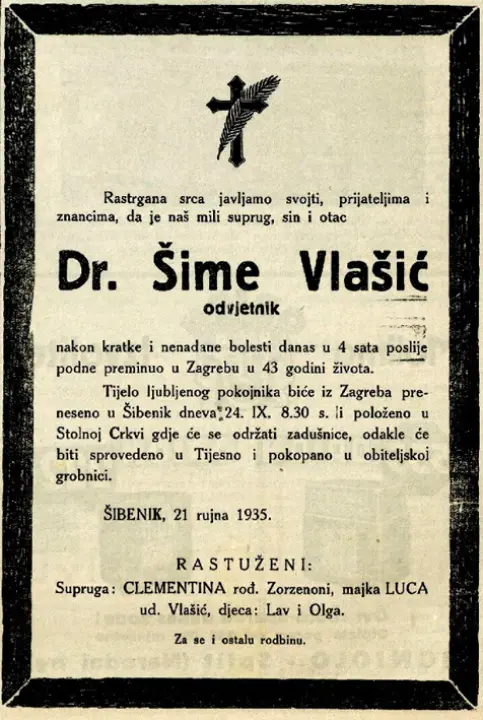 Rastrgana srca javljamo svojti, prijateljima i
znancima, da je naš mili suprug, sin i otac
Dr. Šime Vlašić
odvjetnik
nakon kratke i nenadane bolesti danas u 4 sata poslije
podne preminuo u Zagrebu u 43 godini života.
Tijelo ljubljenog pokojnika biće iz Zagreba pre-
neseno u Šibenik dneva 24. IX. 8.30 s. i položeno u
Stolnoj Crkvi gdje će se održati zadušnice, odakle će
biti sprovedeno u Tijesno i pokopano u obiteljskoj
grobnici.
ŠIBENIK, 21 rujna 1935.
RASTUŽENI:
Supruga: CLEMENTINA rođ. Zorzenoni, majka LUCA
ud. Vlašić, djeca: Lav i Olga.
Za se i ostalu rodbinu.